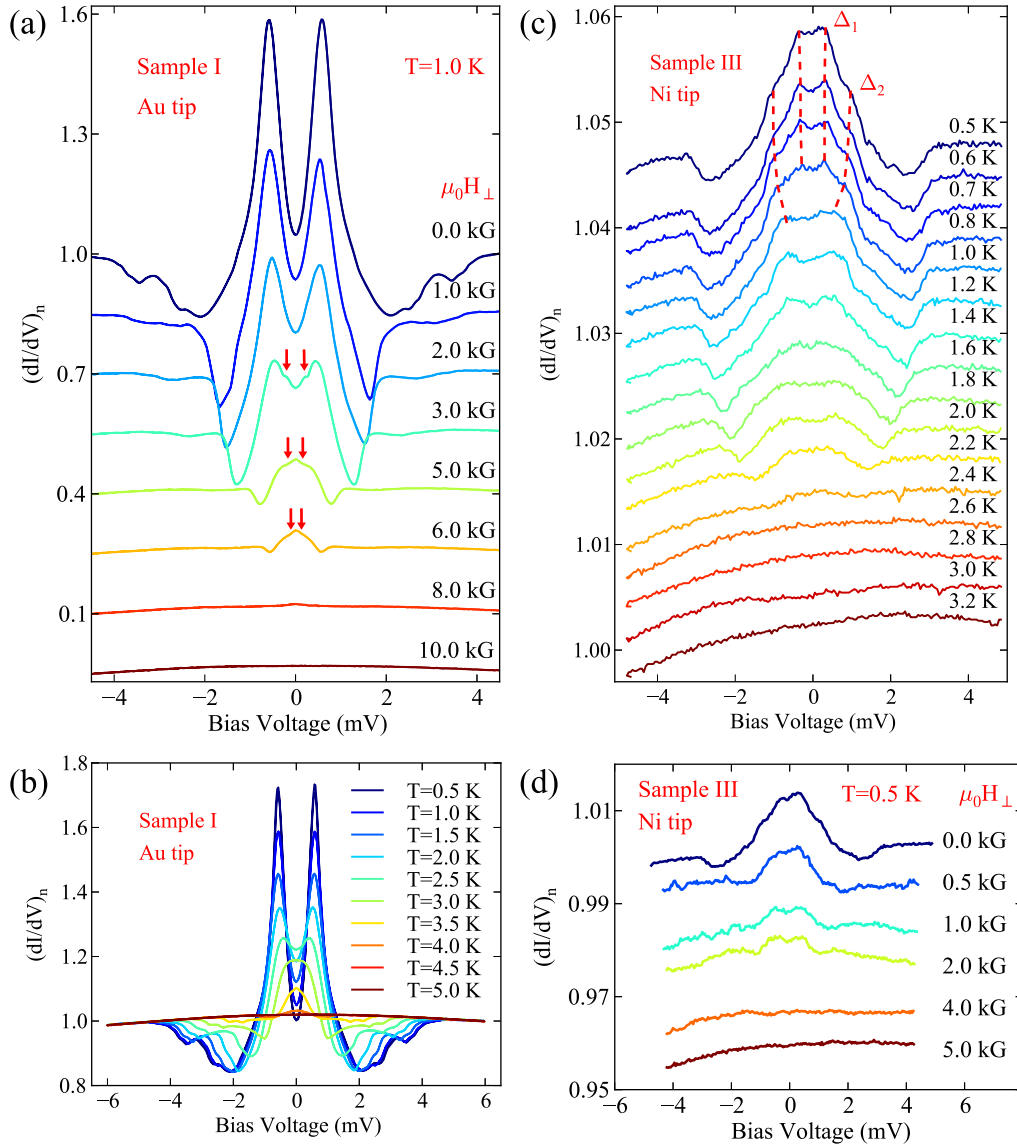 (a)
Sample I
Au tip
T=1.0 K
μ₀H⊥
0.0 kG
1.0 kG
2.0 kG
3.0 kG
5.0 kG
6.0 kG
8.0 kG
10.0 kG
1.6
1.3
1.0
0.7
0.4
0.1
(dI/dV)ₙ
−4
−2
0
2
4
Bias Voltage (mV)
(c)
Sample III
Ni tip
Δ₁
Δ₂
0.5 K
0.6 K
0.7 K
0.8 K
1.0 K
1.2 K
1.4 K
1.6 K
1.8 K
2.0 K
2.2 K
2.4 K
2.6 K
2.8 K
3.0 K
3.2 K
1.06
1.05
1.04
1.03
1.02
1.01
1.00
(dI/dV)ₙ
−4
−2
0
2
4
Bias Voltage (mV)
(b)
Sample I
Au tip
T=0.5 K
T=1.0 K
T=1.5 K
T=2.0 K
T=2.5 K
T=3.0 K
T=3.5 K
T=4.0 K
T=4.5 K
T=5.0 K
1.8
1.6
1.4
1.2
1.0
0.8
(dI/dV)ₙ
−6
−4
−2
0
2
4
6
Bias Voltage (mV)
(d)
Sample III
Ni tip
T=0.5 K
μ₀H⊥
0.0 kG
0.5 kG
1.0 kG
2.0 kG
4.0 kG
5.0 kG
1.01
0.99
0.97
0.95
(dI/dV)ₙ
−6
−4
−2
0
2
4
6
Bias Voltage (mV)